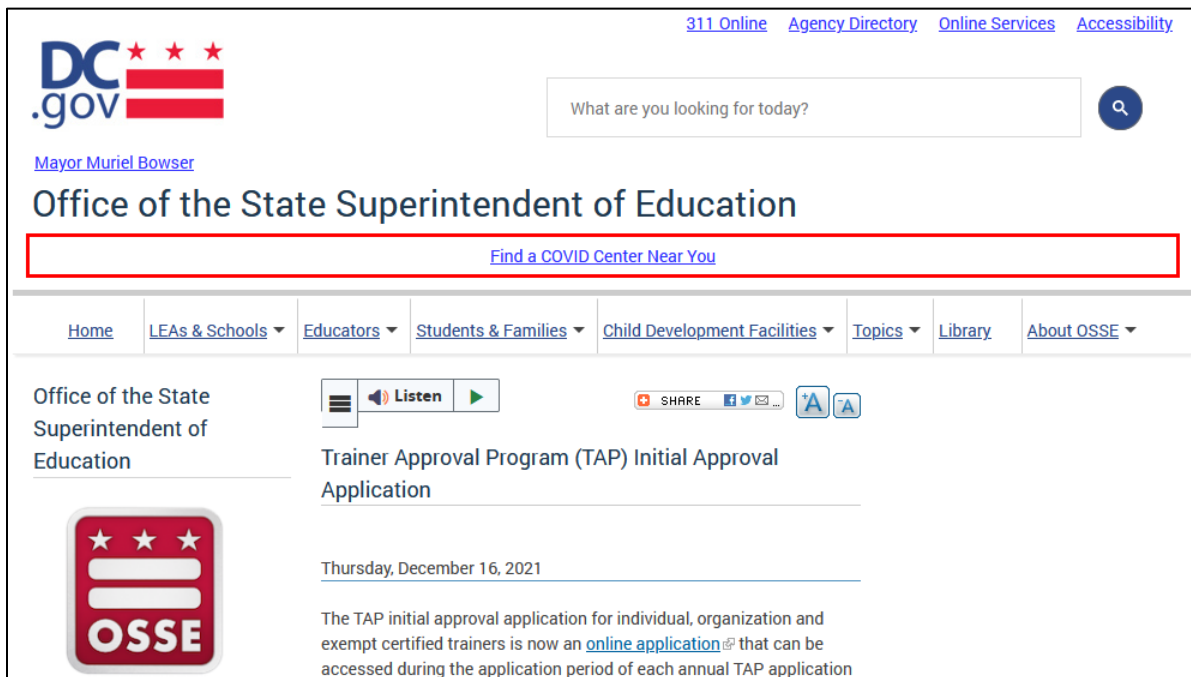 311 Online Agency Directory Online Services Accessibility
DC
.gov
What are you looking for today?
Mayor Muriel Bowser
Office of the State Superintendent of Education
Find a COVID Center Near You
Home LEAs & Schools Educators Students & Families Child Development Facilities Topics Library About OSSE
Office of the State
Superintendent of
Education
OSSE
Listen
SHARE ...
+A -A
Trainer Approval Program (TAP) Initial Approval
Application
Thursday, December 16, 2021
The TAP initial approval application for individual, organization and
exempt certified trainers is now an online application that can be
accessed during the application period of each annual TAP application